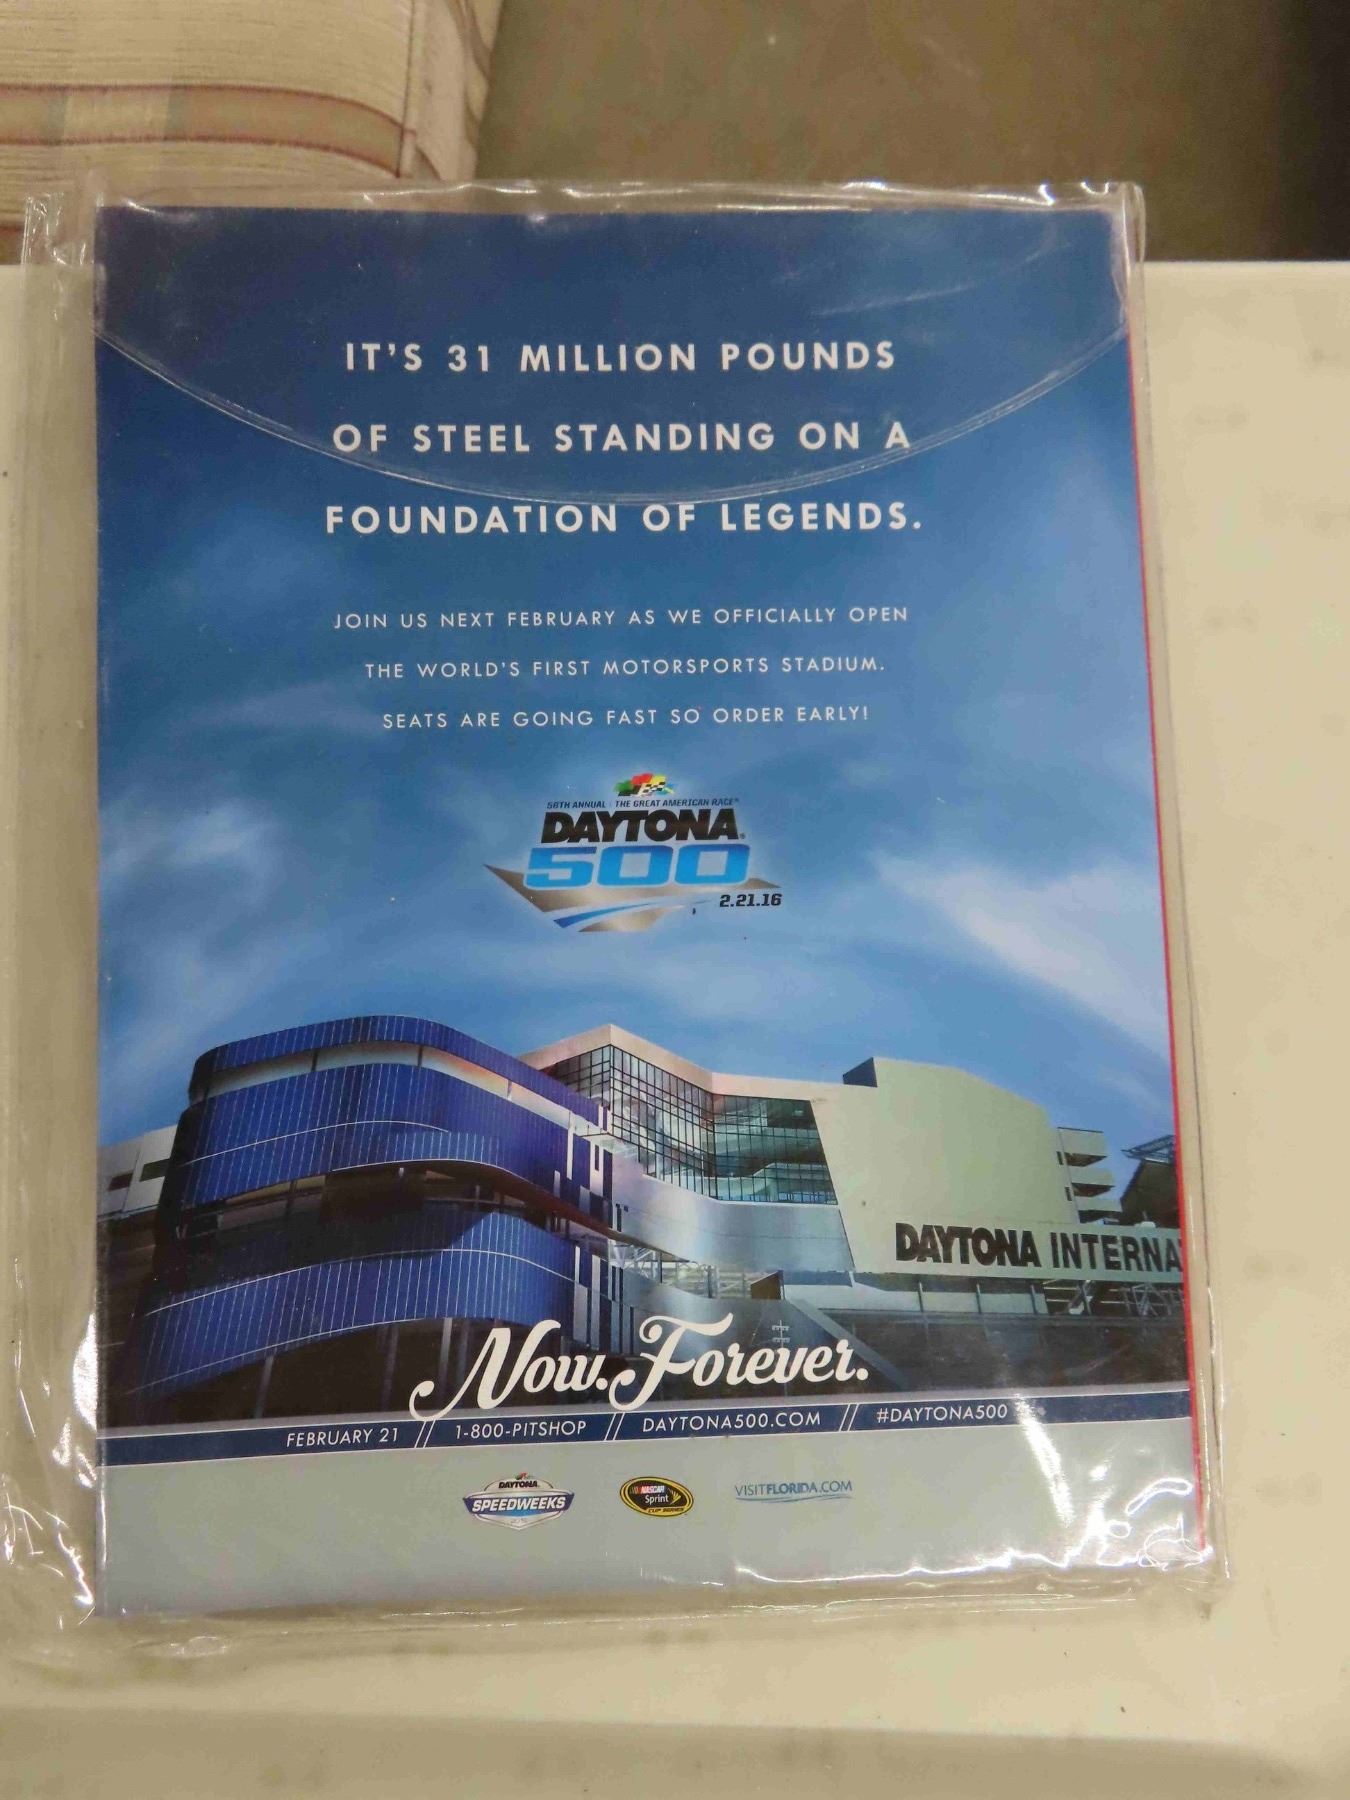 IT'S 31 MILLION POUNDS
OF STEEL STANDING ON A
FOUNDATION OF LEGENDS.
JOIN US NEXT FEBRUARY AS WE OFFICIALLY OPEN
THE WORLD'S FIRST MOTORSPORTS STADIUM.
SEATS ARE GOING FAST SO ORDER EARLY!
58TH ANNUAL THE GREAT AMERICAN RACE
DAYTONA
500
2.21.16
DAYTONA INTERNA
Now. Forever.
FEBRUARY 21 // 1-800-PITSHOP // DAYTONA500.COM // #DAYTONA500
DAYTONA
SPEEDWEEKS
NASCAR
Sprint
CUP SERIES
VISITFLORIDA.COM